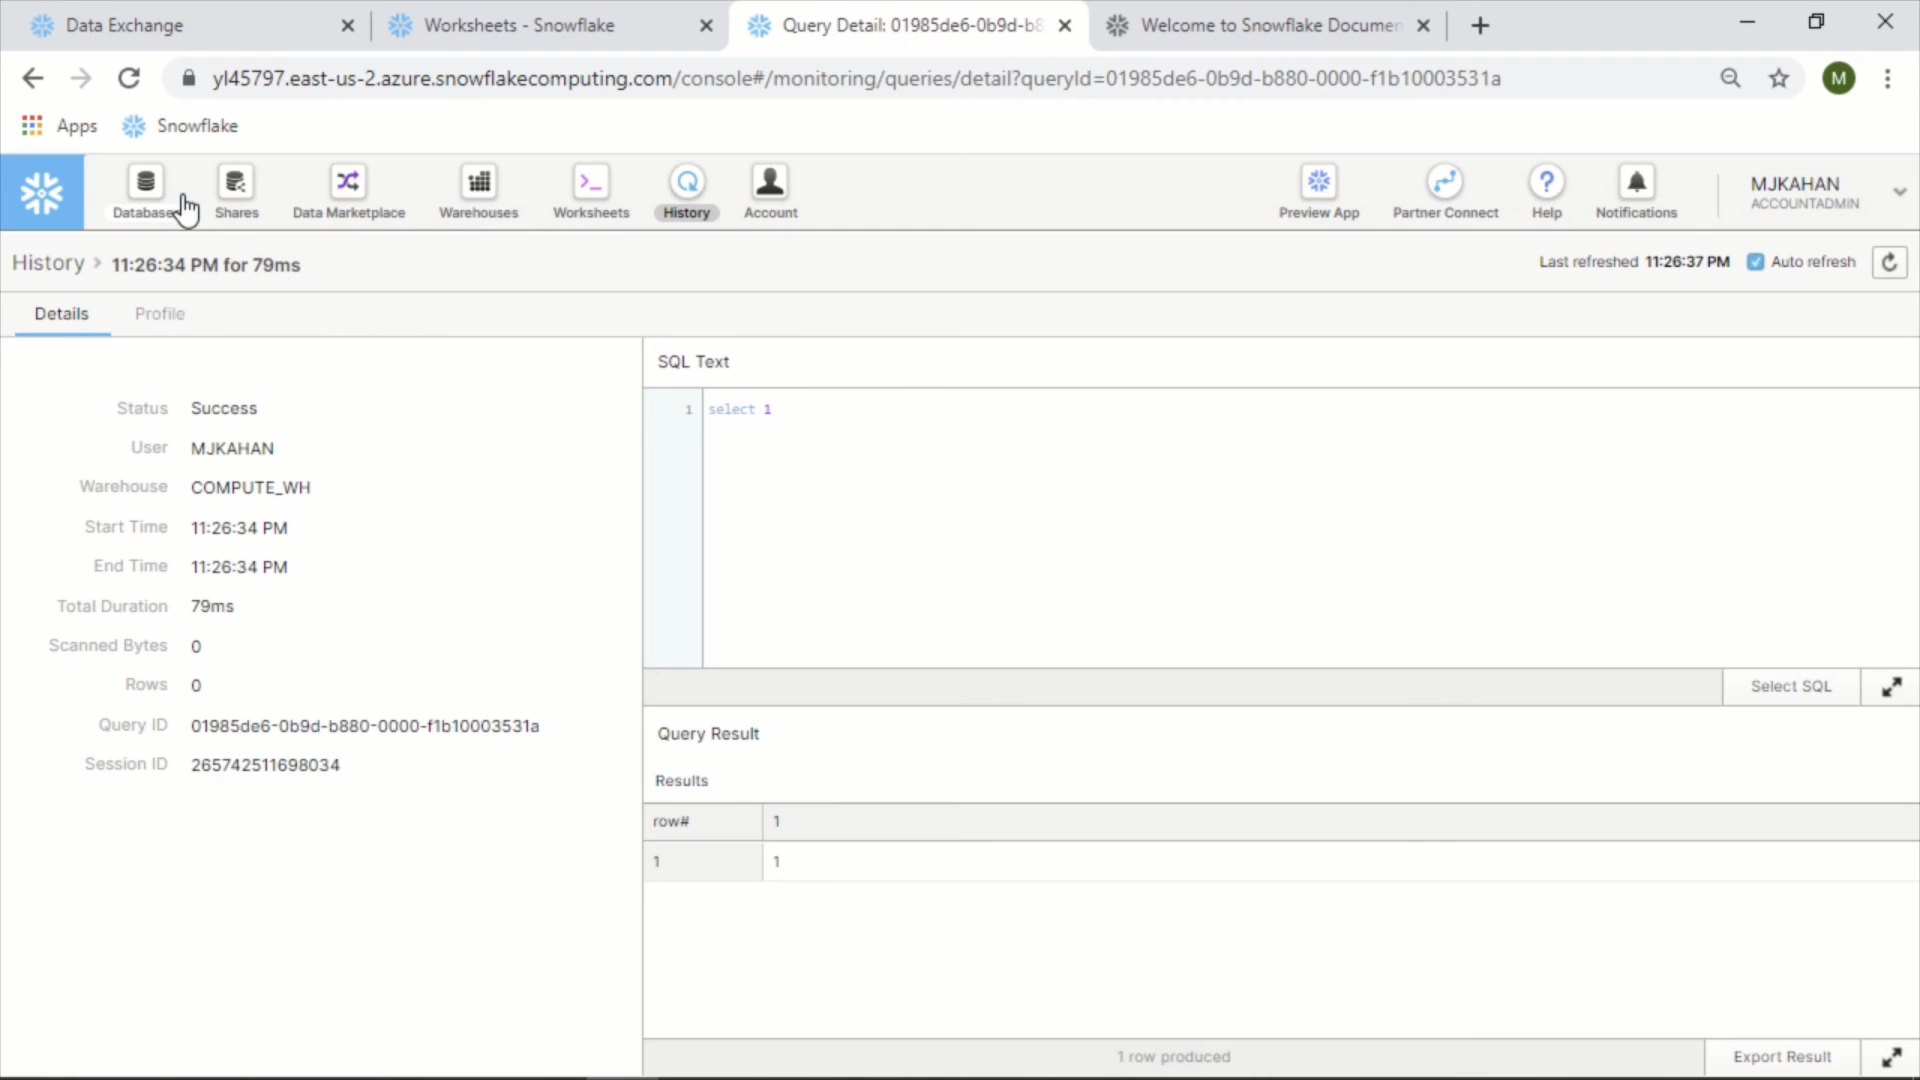 Data Exchange
Worksheets - Snowflake
Query Detail: 01985de6-0b9d-b8
Welcome to Snowflake Documen
yl45797.east-us-2.azure.snowflakecomputing.com/console#/monitoring/queries/detail?queryId=01985de6-0b9d-b880-0000-f1b10003531a
M
Apps
Snowflake
Database
Shares
Data Marketplace
Warehouses
Worksheets
History
Account
Preview App
Partner Connect
Help
Notifications
MJKAHAN
ACCOUNTADMIN
History > 11:26:34 PM for 79ms
Last refreshed 11:26:37 PM
Auto refresh
Details
Profile
Status Success
User MJKAHAN
Warehouse COMPUTE_WH
Start Time 11:26:34 PM
End Time 11:26:34 PM
Total Duration 79ms
Scanned Bytes 0
Rows 0
Query ID 01985de6-0b9d-b880-0000-f1b10003531a
Session ID 265742511698034
SQL Text
1 select 1
Select SQL
Query Result
Results
row# 1
1 1
1 row produced
Export Result